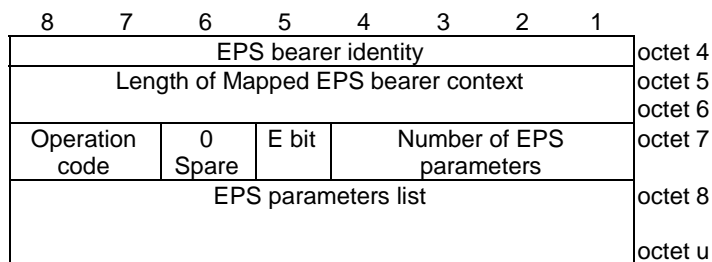 8 7 6 5 4 3 2 1
EPS bearer identity octet 4
Length of Mapped EPS bearer context octet 5
octet 6
Operation 0 E bit Number of EPS octet 7
code Spare parameters
EPS parameters list octet 8
octet u